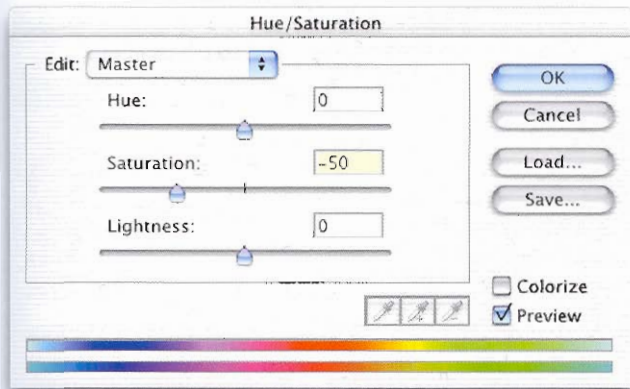 Hue/Saturation
Edit: Master
Hue: 0
Saturation: -50
Lightness: 0
OK
Cancel
Load...
Save...
Colorize
Preview